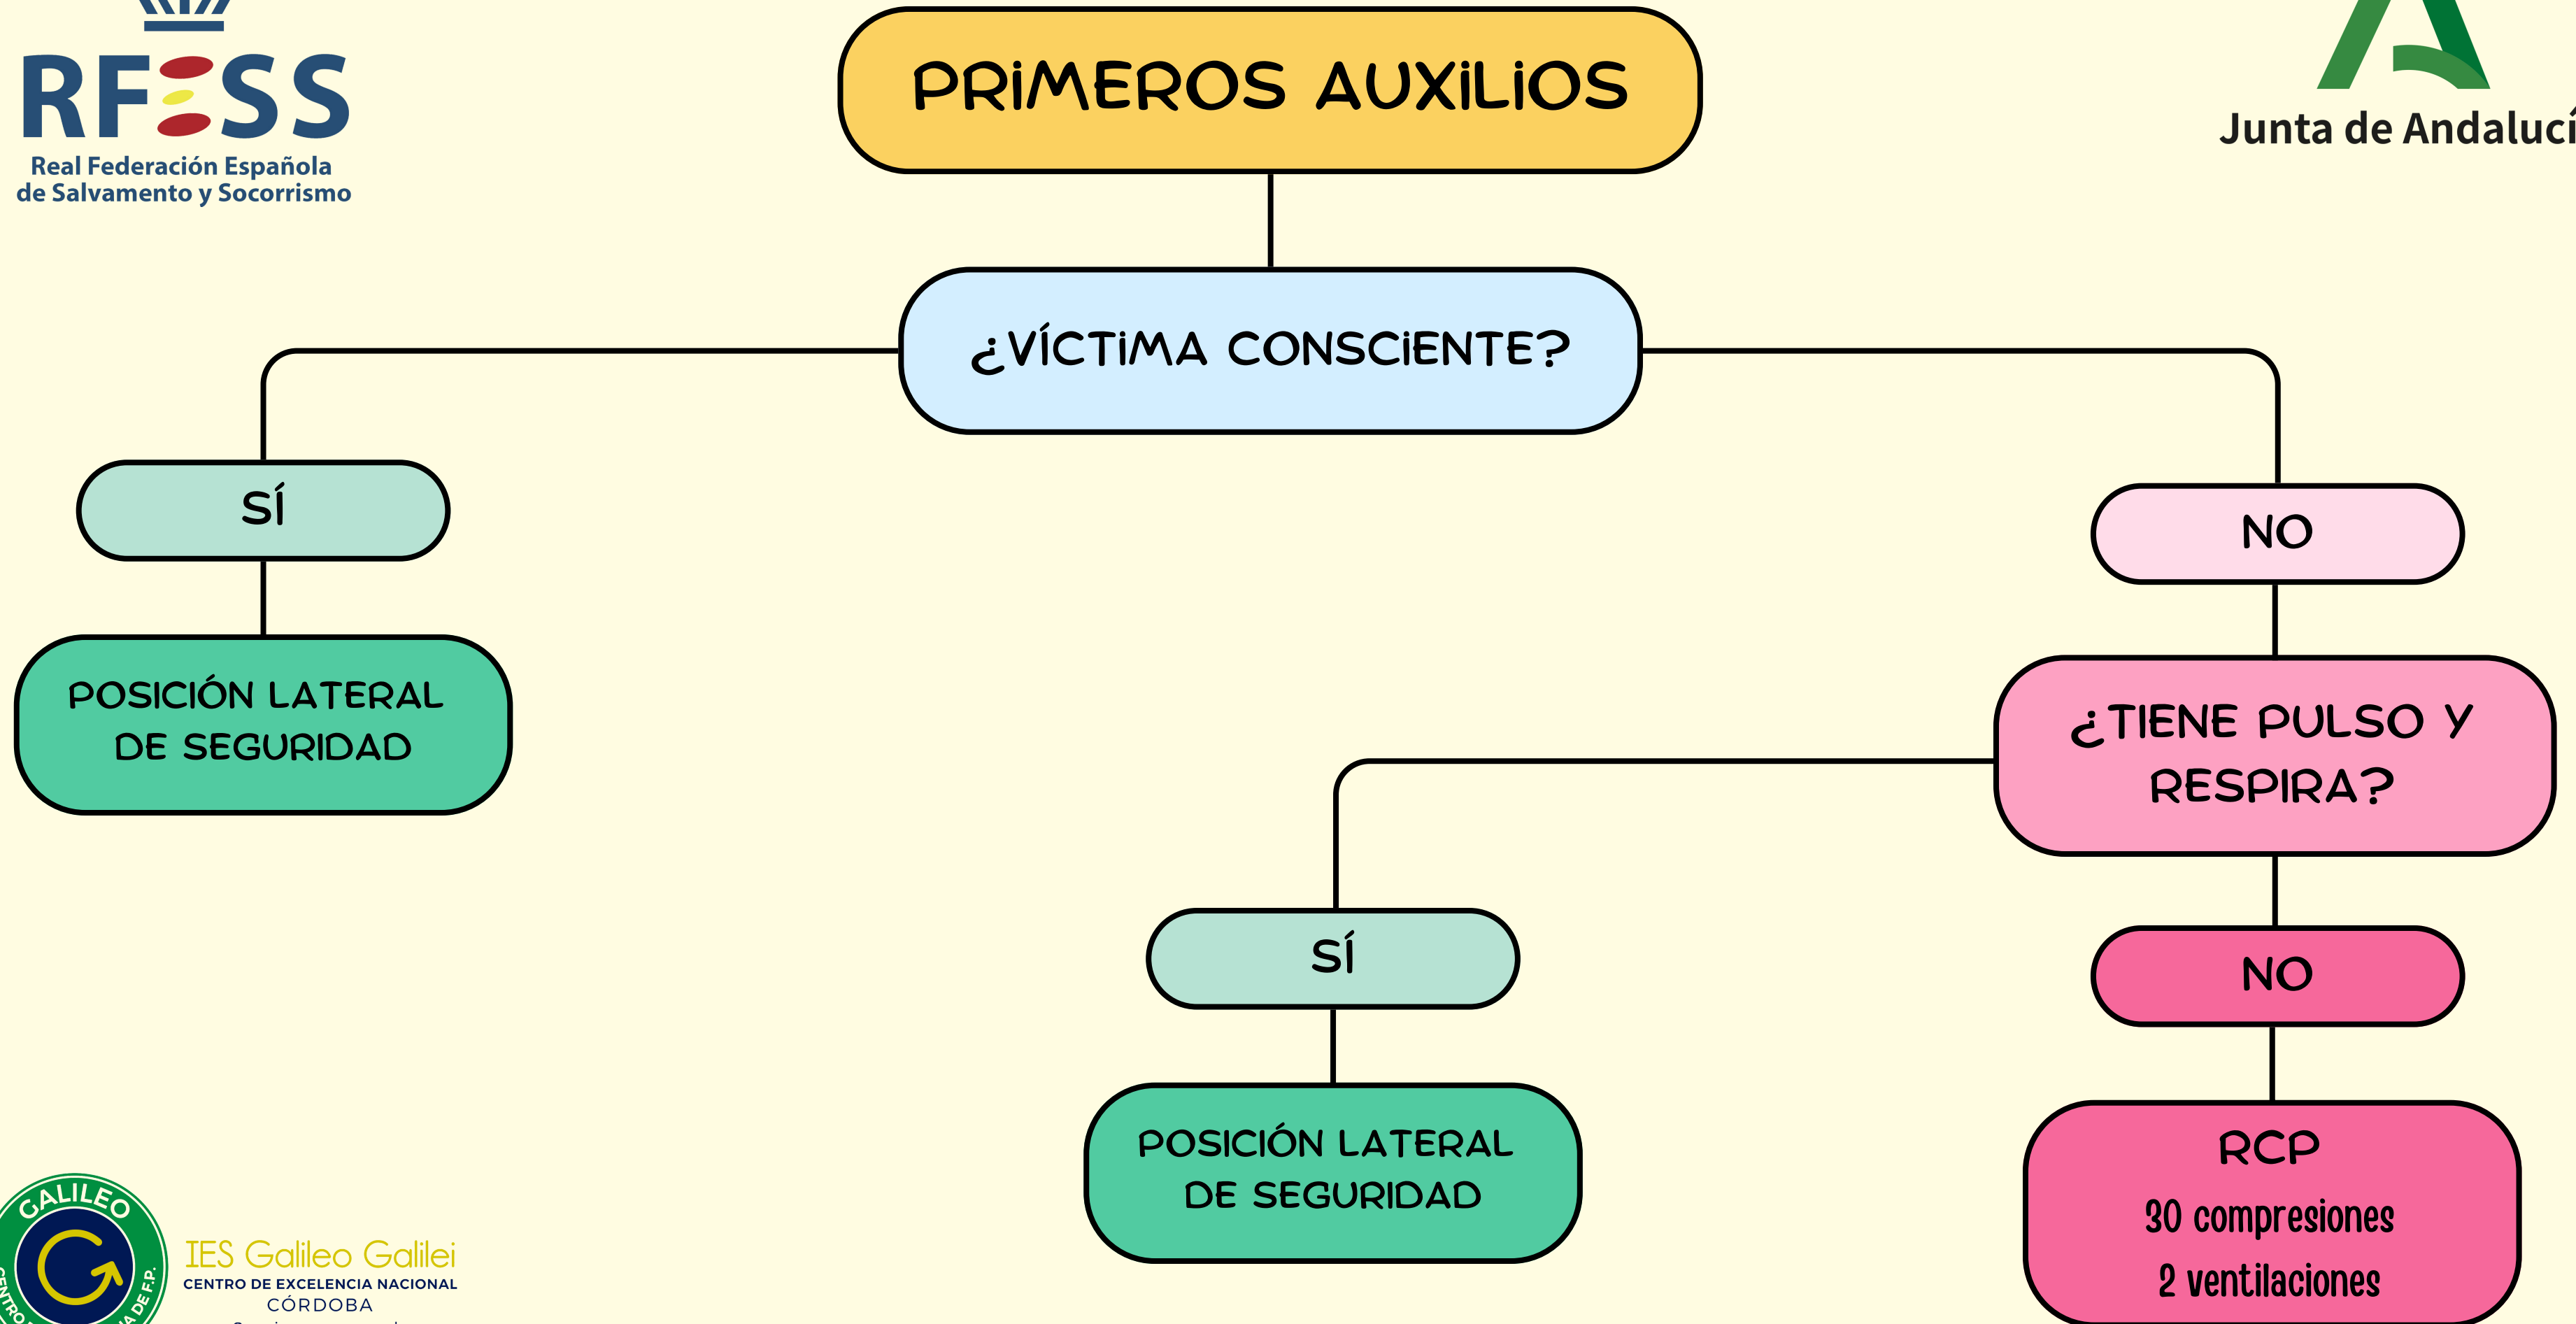 RFESS
Real Federación Española
de Salvamento y Socorrismo
PRIMEROS AUXILIOS
Junta de Andalucí
¿VÍCTIMA CONSCIENTE?
SÍ
NO
POSICIÓN LATERAL
DE SEGURIDAD
¿TIENE PULSO Y
RESPIRA?
SÍ
NO
POSICIÓN LATERAL
DE SEGURIDAD
RCP
30 compresiones
2 ventilaciones
GALILEO
IES Galileo Galilei
CENTRO DE EXCELENCIA NACIONAL
CÓRDOBA